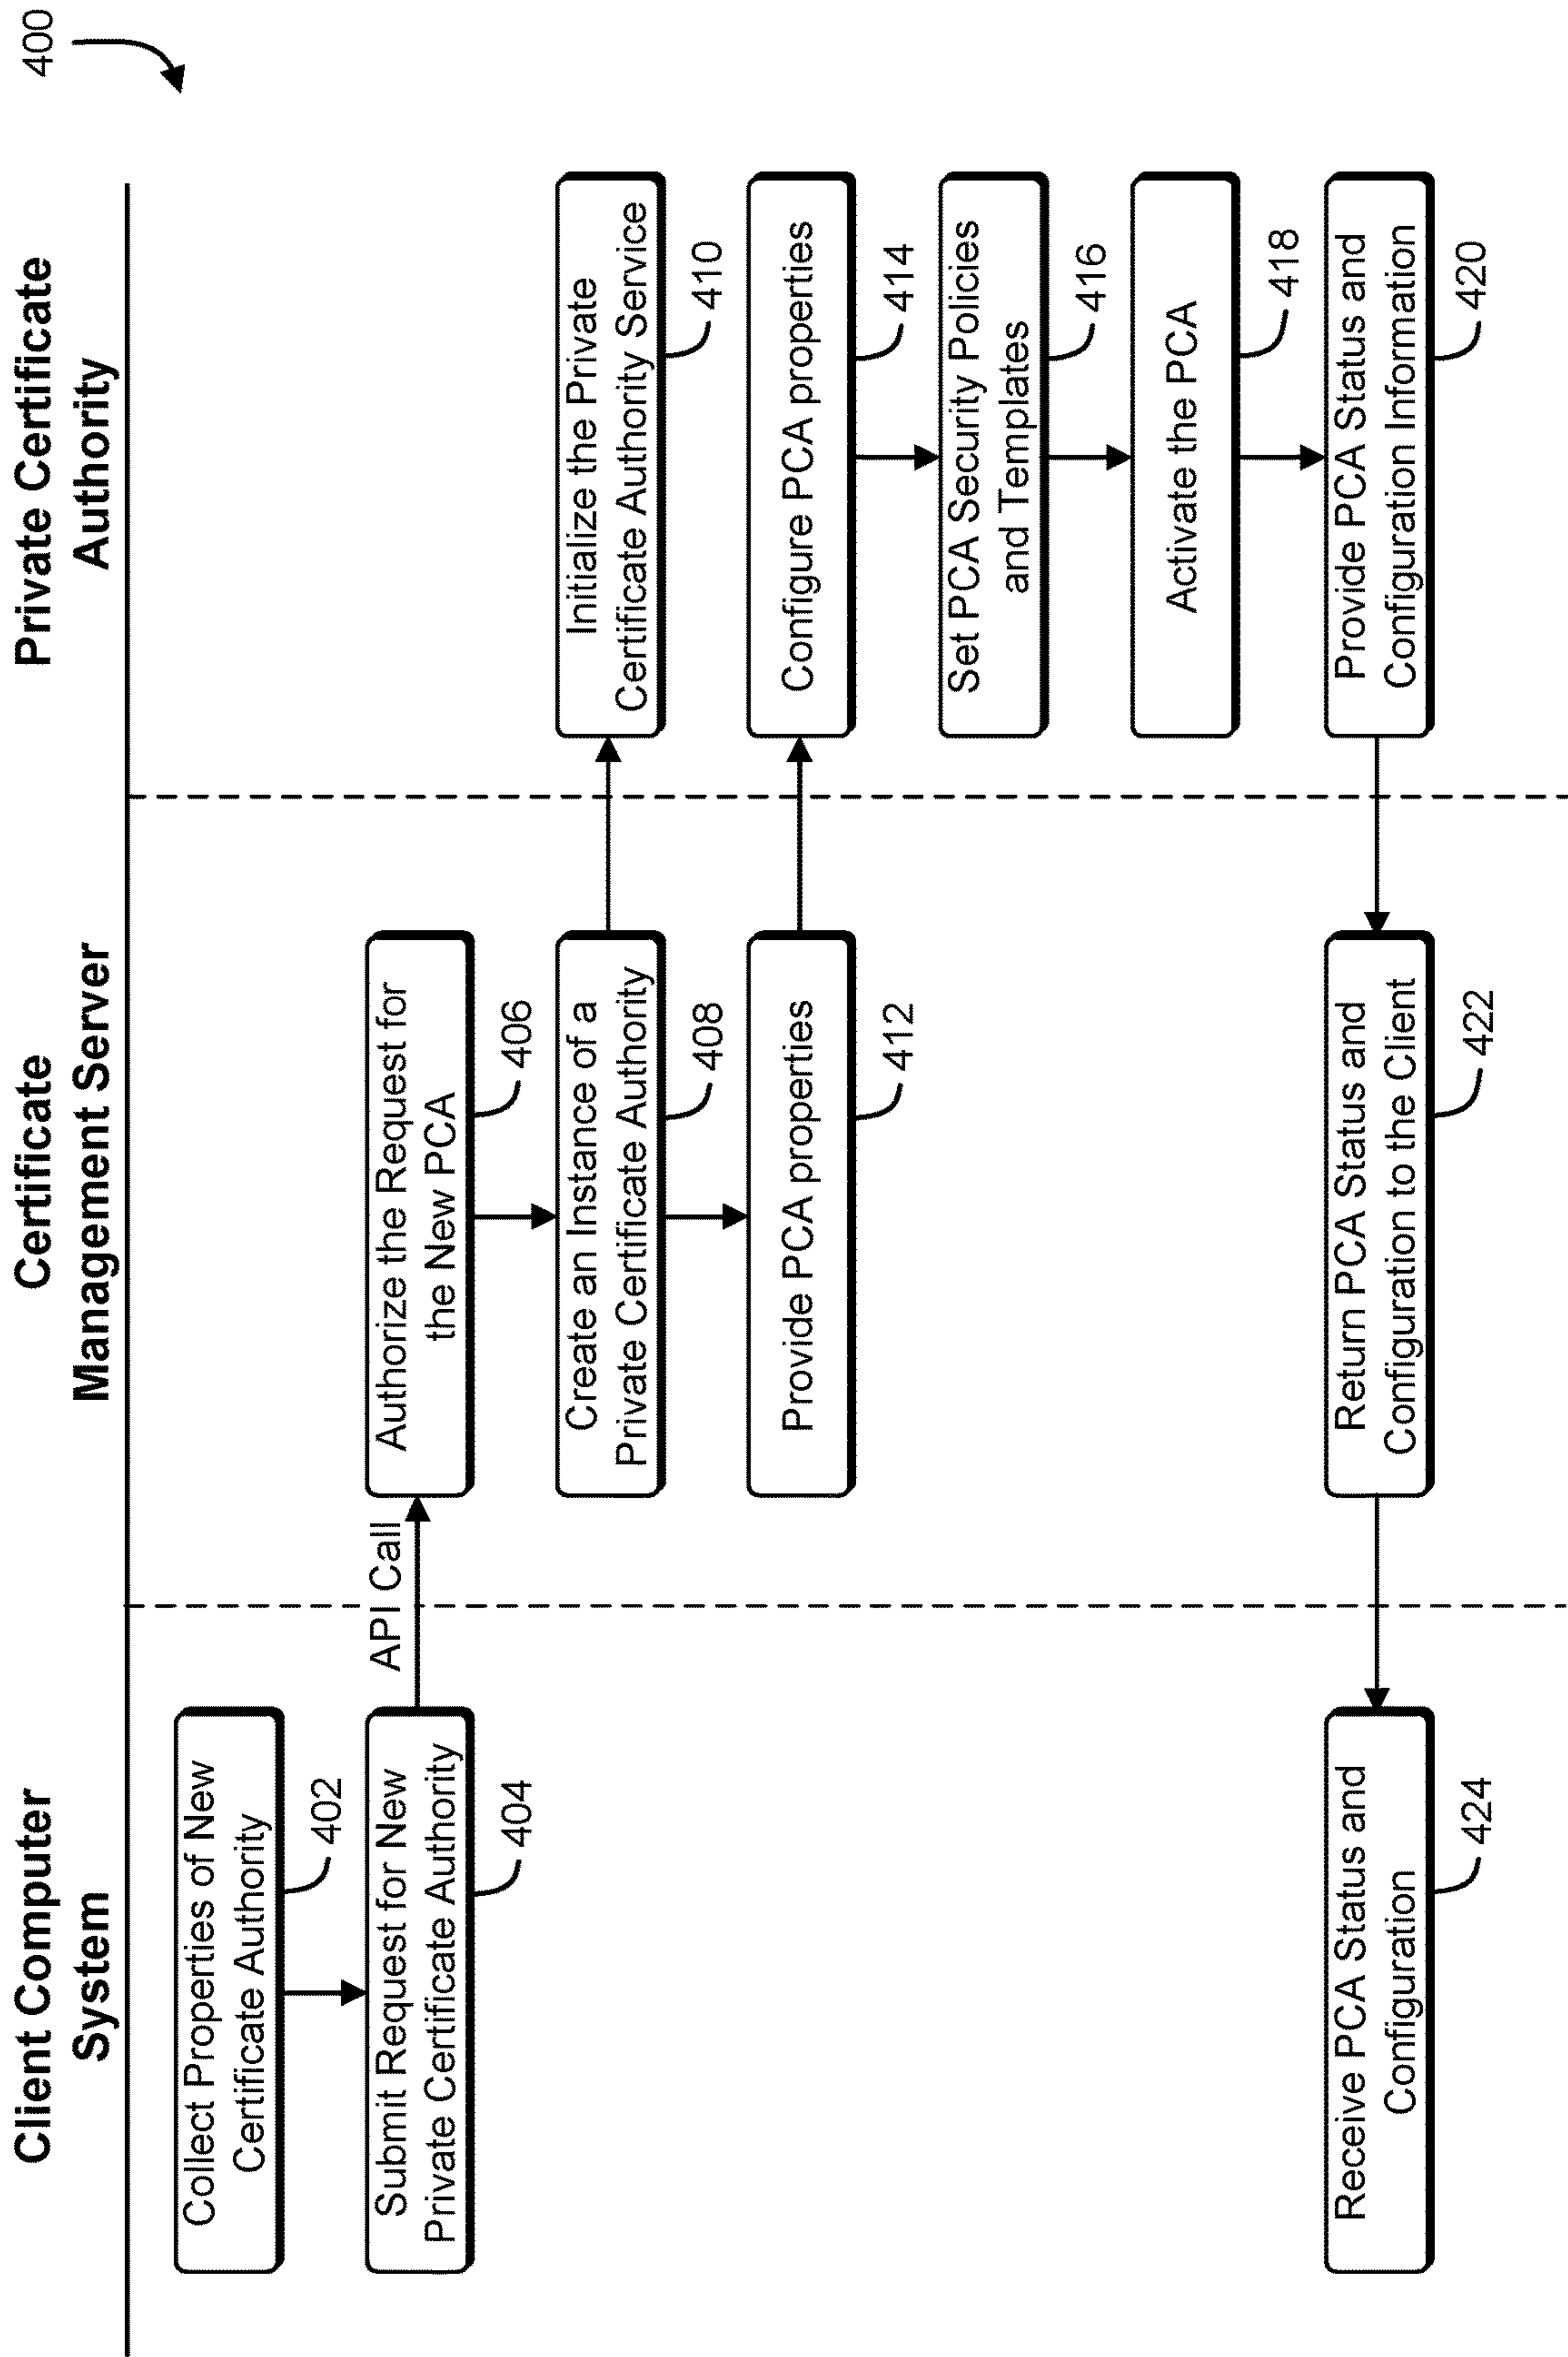 400
Client Computer
System
Certificate
Management Server
Private Certificate
Authority
Collect Properties of New
Certificate Authority
402
Submit Request for New
Private Certificate Authority
404
API Call
Authorize the Request for
the New PCA
406
Create an Instance of a
Private Certificate Authority
408
Initialize the Private
Certificate Authority Service
410
Provide PCA properties
412
Configure PCA properties
414
Set PCA Security Policies
and Templates
416
Activate the PCA
418
Provide PCA Status and
Configuration Information
420
Return PCA Status and
Configuration to the Client
422
Receive PCA Status and
Configuration
424